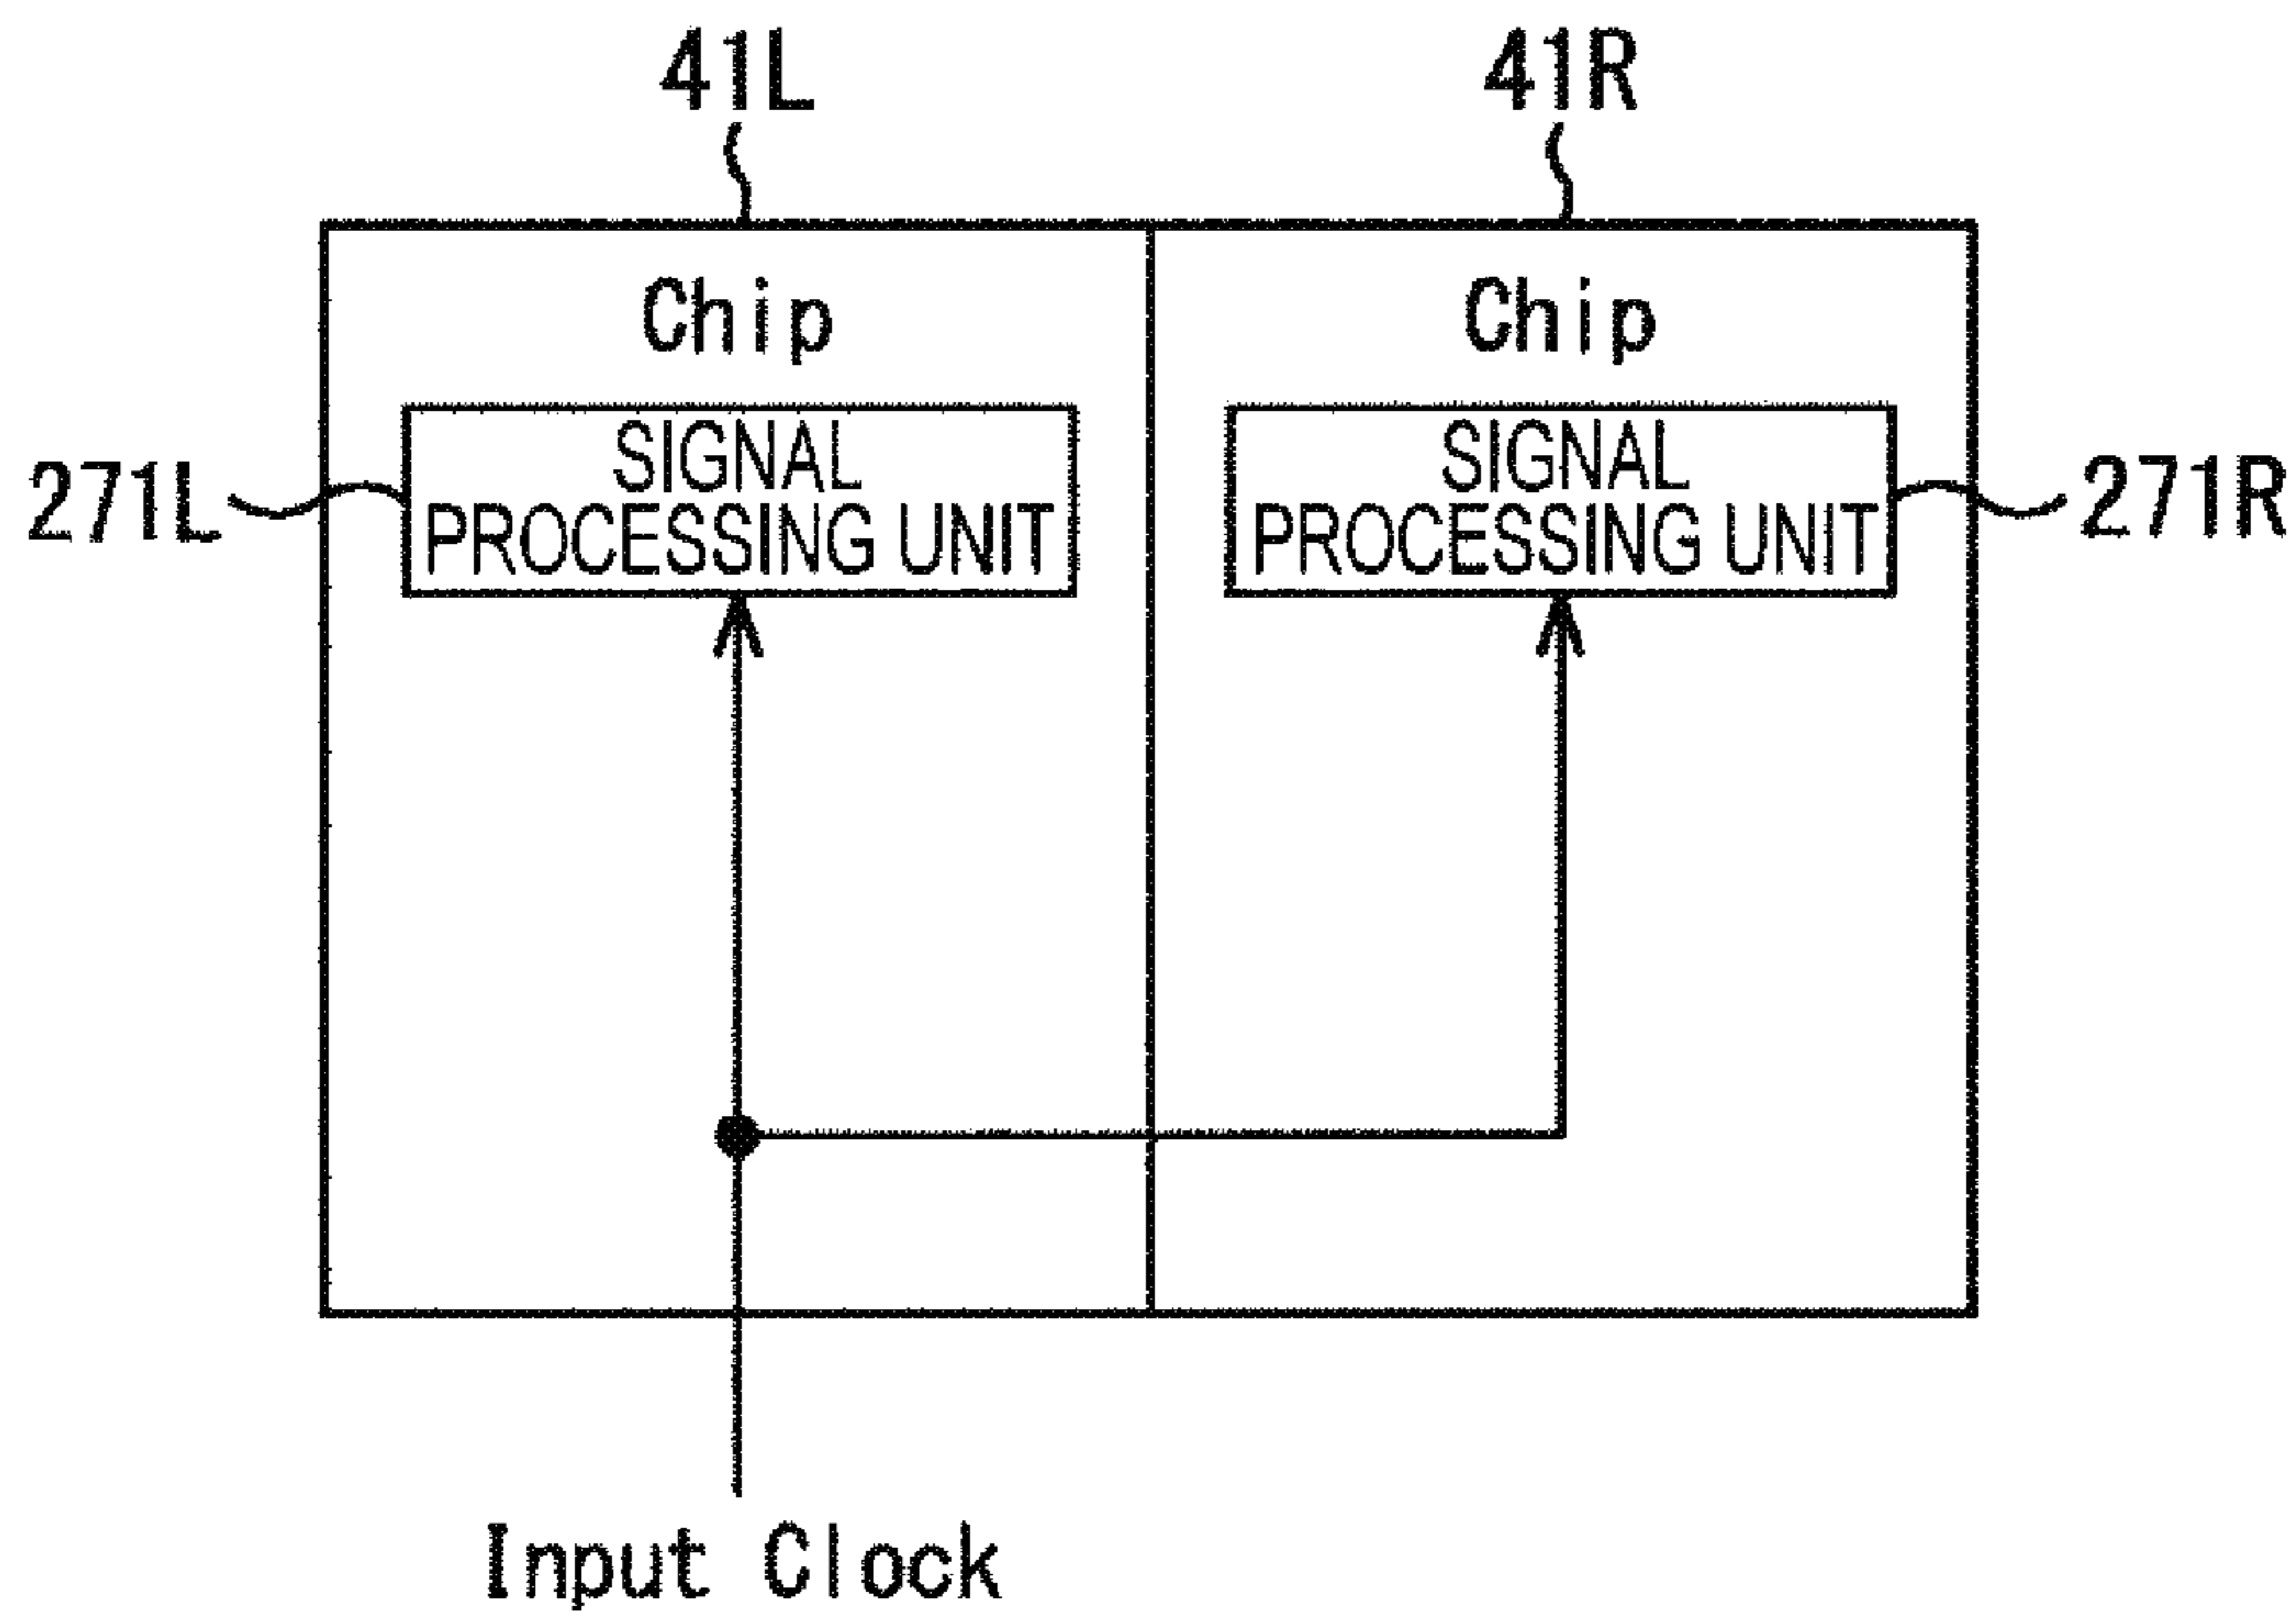 41L
41R
Chip
Chip
SIGNAL
PROCESSING UNIT
SIGNAL
PROCESSING UNIT
271L
271R
Input Clock